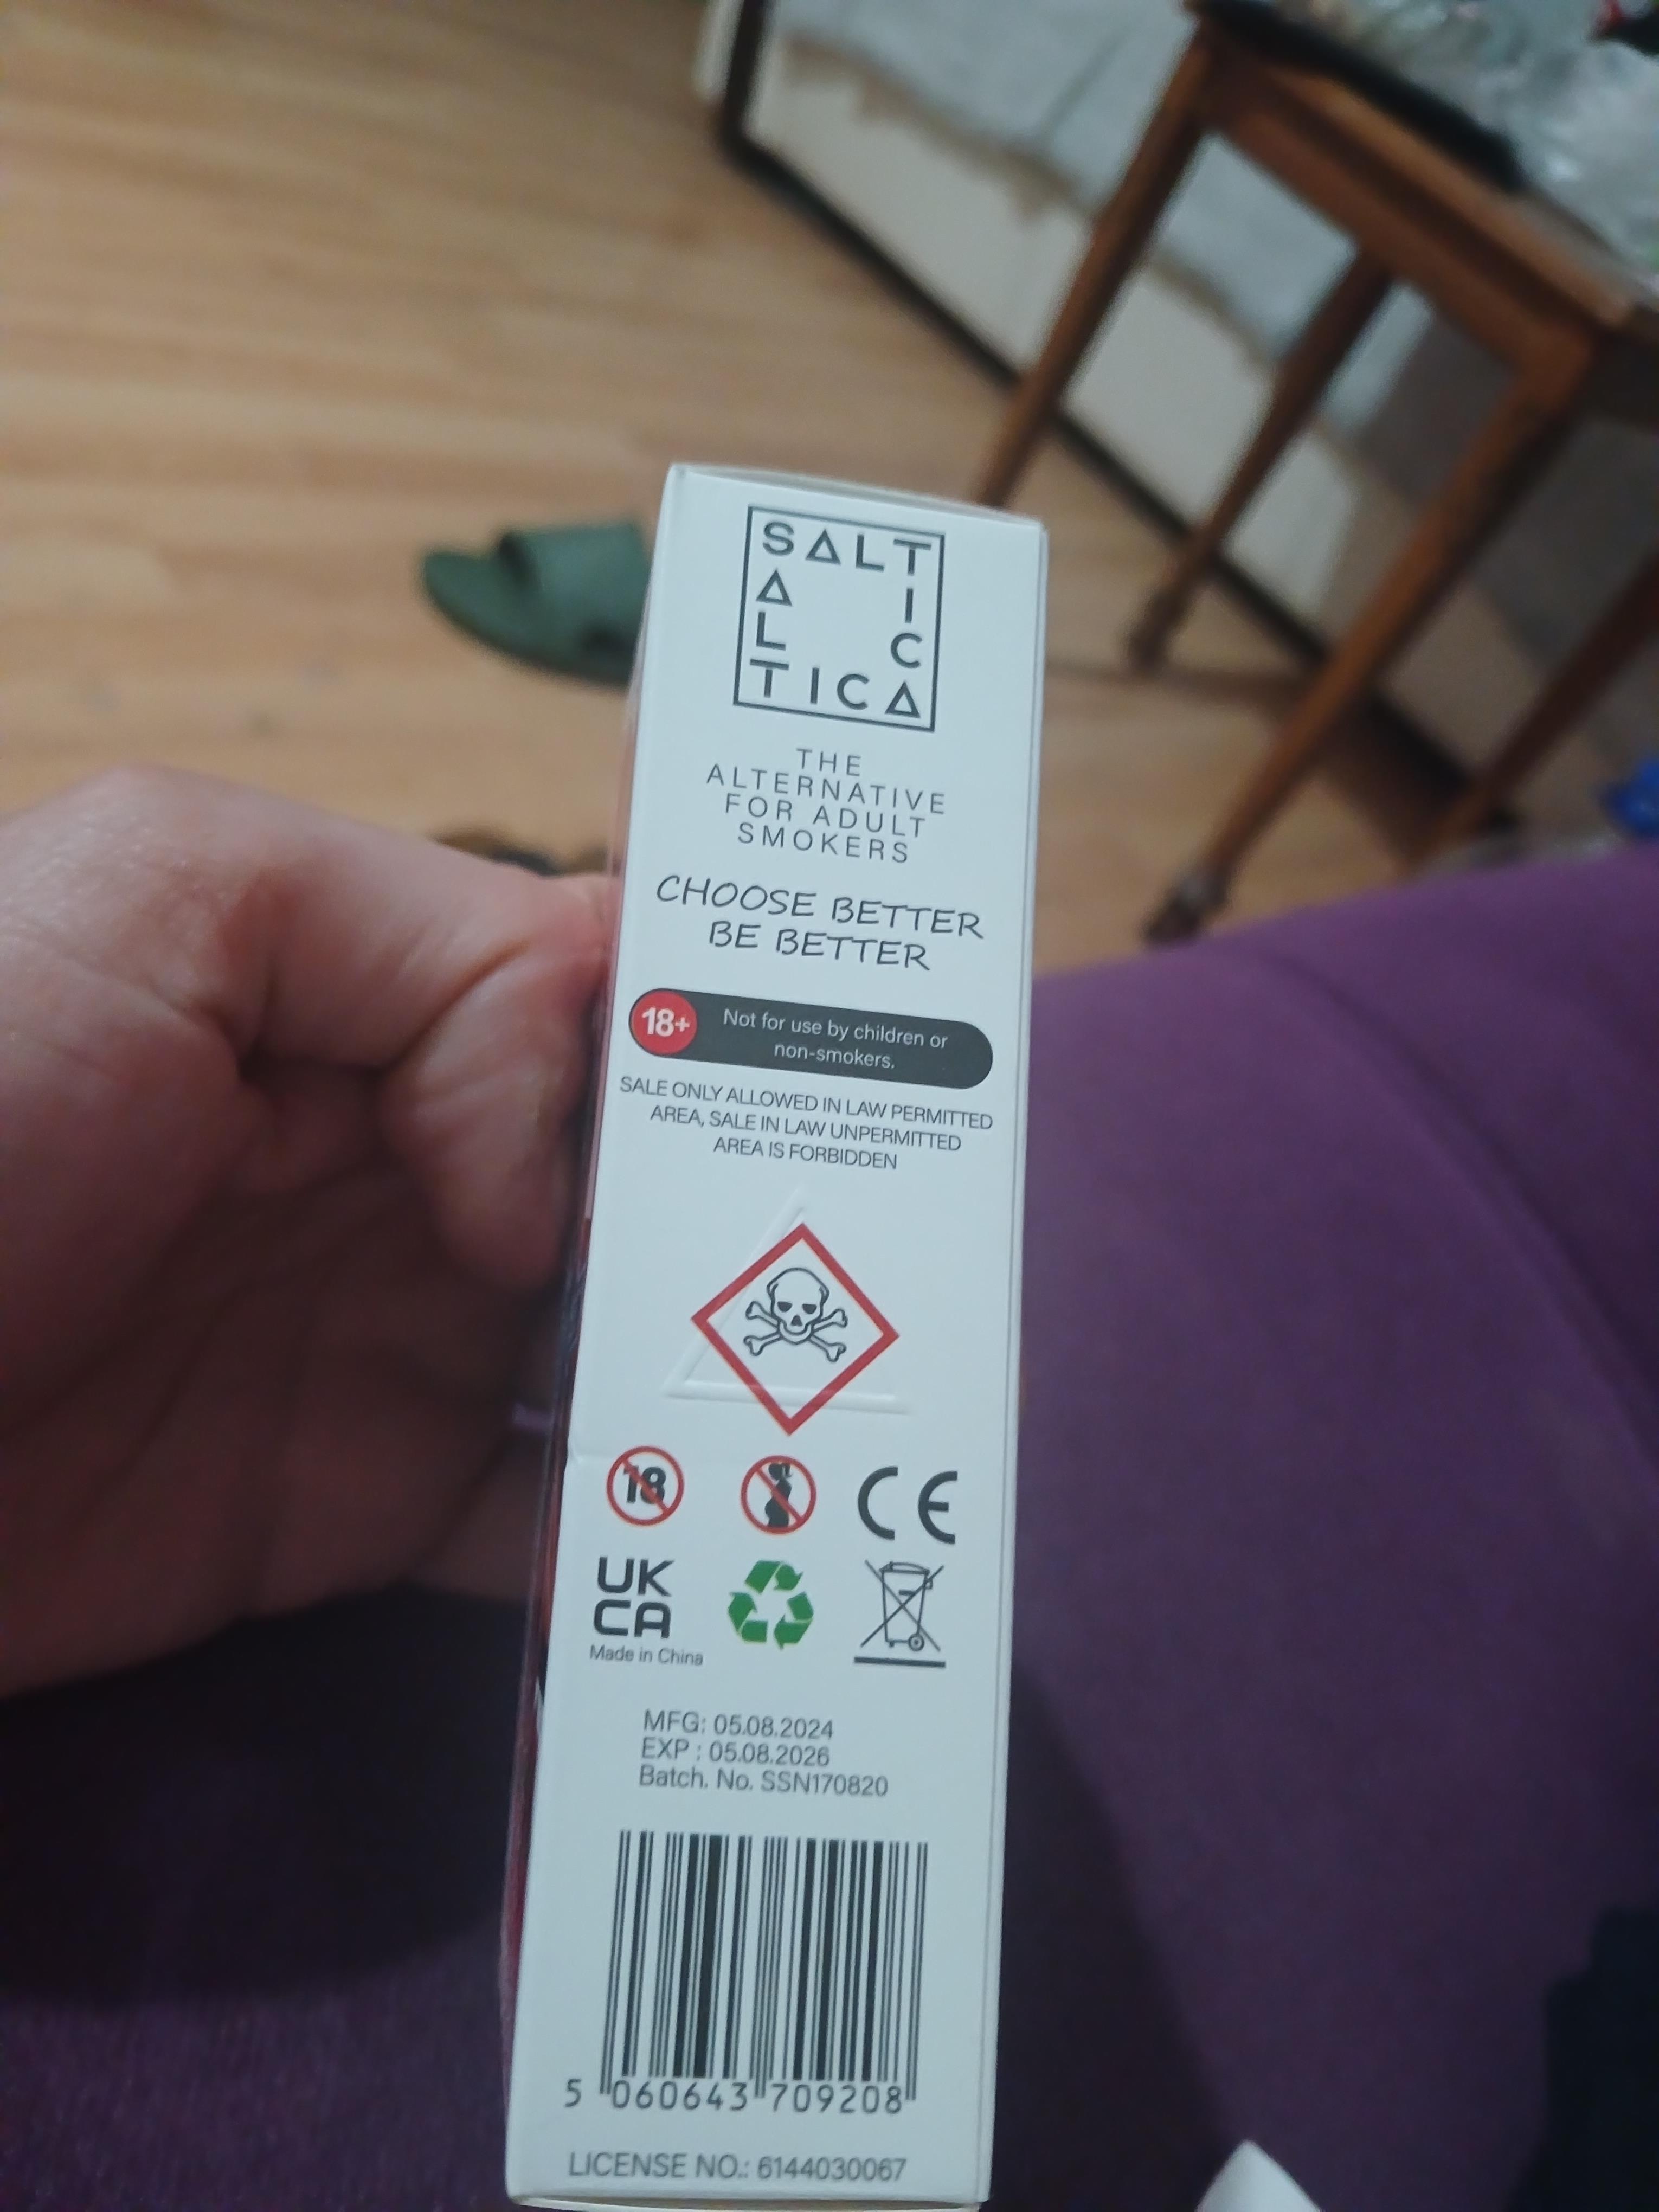 SALT
A I
L C
TICA
THE
ALTERNATIVE
FOR ADULT
SMOKERS
CHOOSE BETTER
BE BETTER
18+ Not for use by children or
non-smokers.
SALE ONLY ALLOWED IN LAW PERMITTED
AREA, SALE IN LAW UNPERMITTED
AREA IS FORBIDDEN
18 CE
UK
CA
Made in China
MFG: 05.08.2024
EXP : 05.08.2026
Batch. No. SSN170820
5 060643 709208
LICENSE NO.: 6144030067